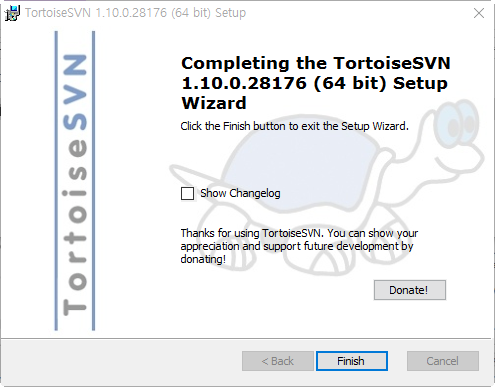 TortoiseSVN 1.10.0.28176 (64 bit) Setup
TortoiseSVN
Completing the TortoiseSVN
1.10.0.28176 (64 bit) Setup
Wizard
Click the Finish button to exit the Setup Wizard.
Show Changelog
Thanks for using TortoiseSVN. You can show your
appreciation and support future development by
donating!
Donate!
< Back
Finish
Cancel